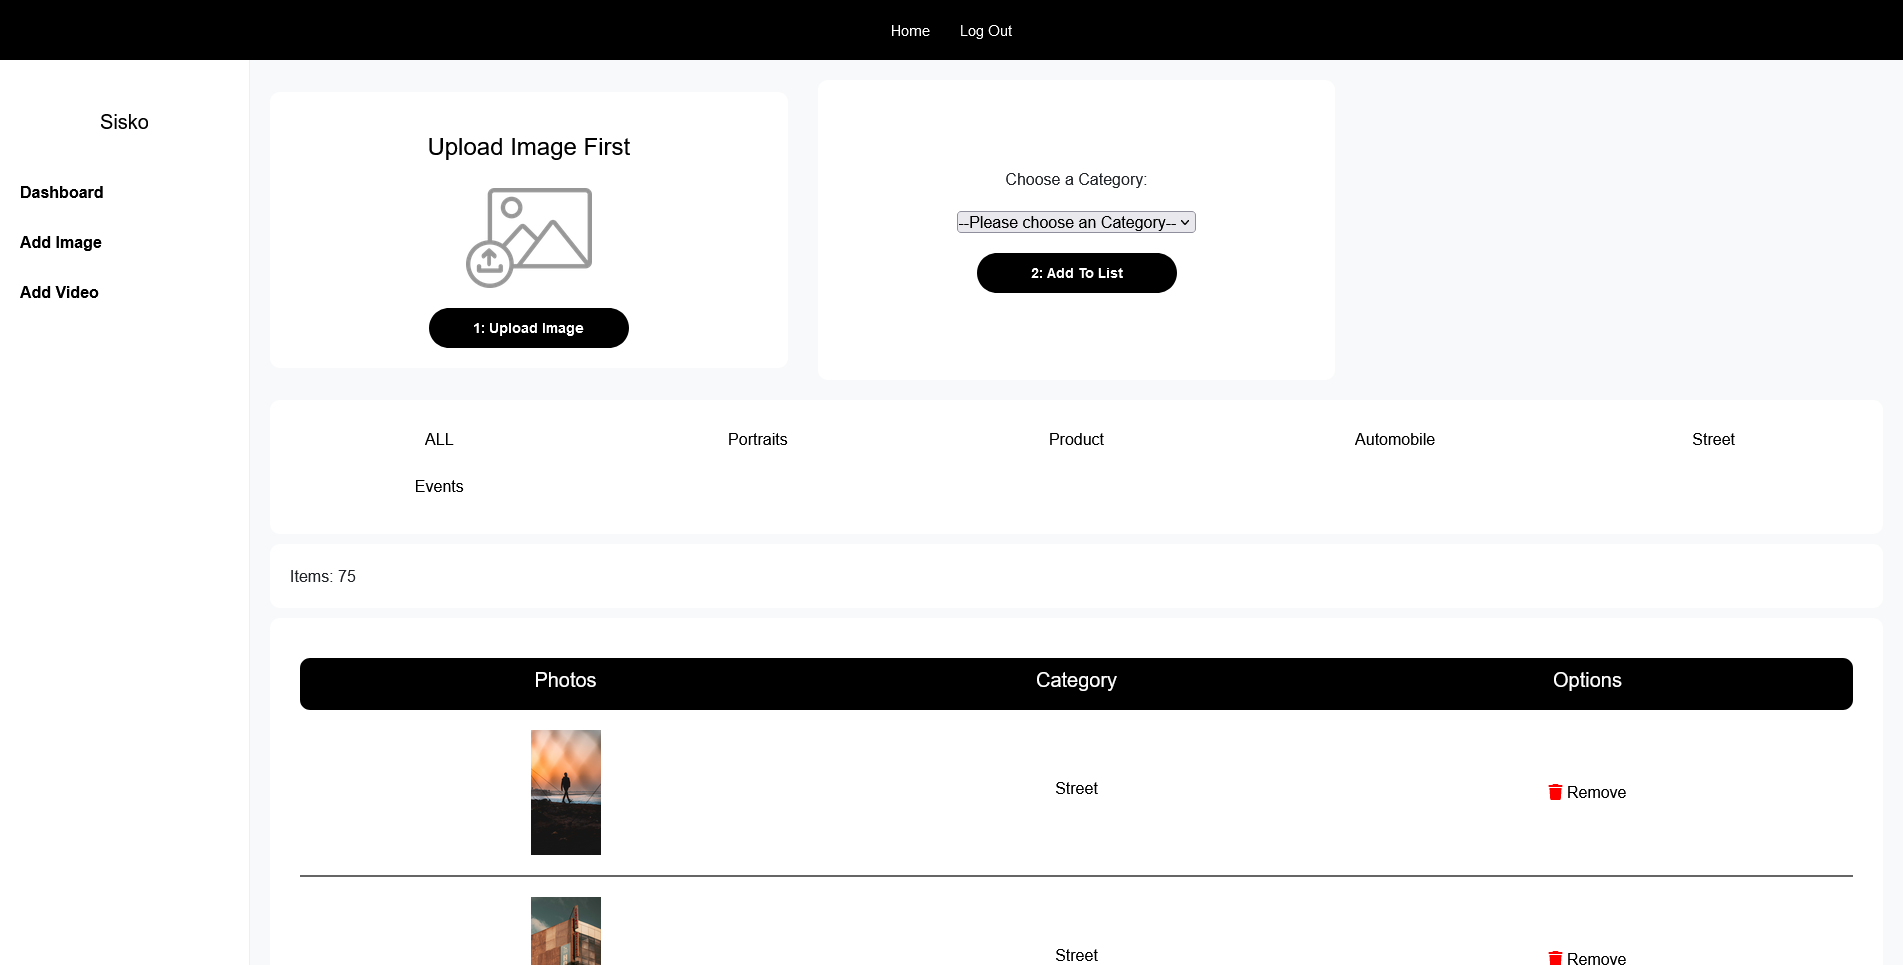 Home Log Out
Sisko
Dashboard
Add Image
Add Video
Upload Image First
1: Upload Image
Choose a Category:
--Please choose an Category--
2: Add To List
ALL Portraits Product Automobile Street
Events
Items: 75
Photos Category Options
Street Remove
Street Remove